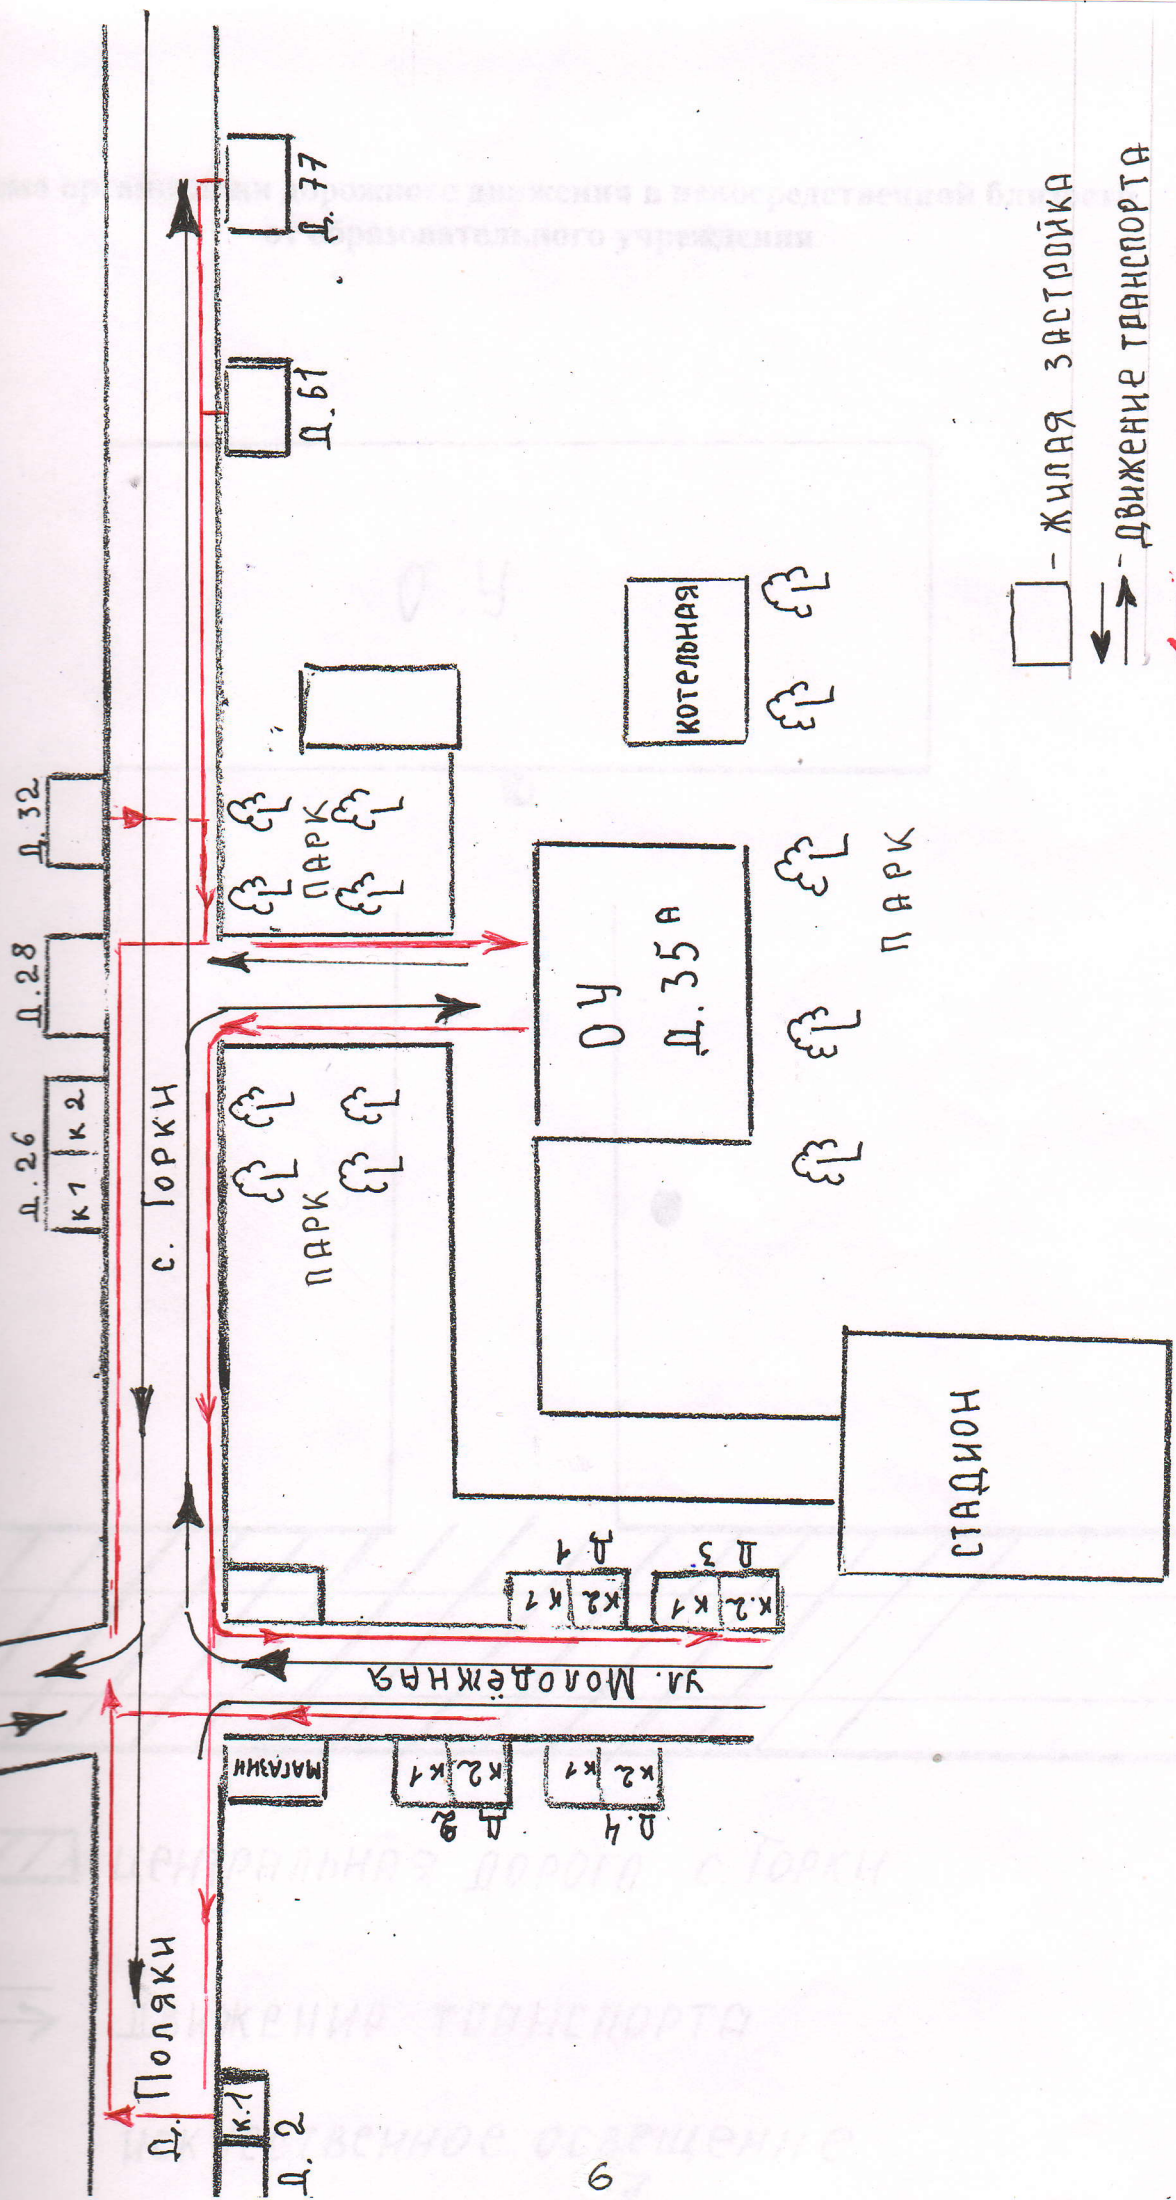 Д. 26
К 1
К 2
Д. 28
Д. 32
Д. Поляки
с. Горки
К. 1
Д. 2
МАГАЗИН
ПАРК
ПАРК
Д. 61
Д. 77
К 1
К. 2
Д. 2
К 1
К 2
Д. 4
ул. МОЛОДЁЖНАЯ
К 1
К 2
Д. 1
К 1
К. 2
Д 3
ОУ
Д. 35 А
КОТЕЛЬНАЯ
ПАРК
СТАДИОН
- ЖИЛАЯ ЗАСТРОЙКА
- ДВИЖЕНИЕ ТРАНСПОРТА
6